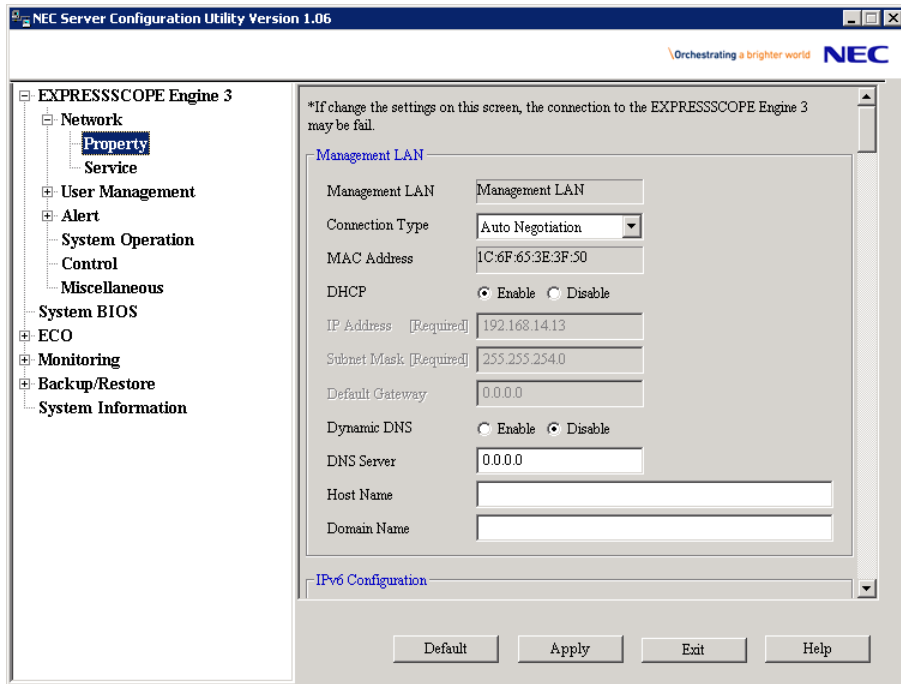 NEC Server Configuration Utility Version 1.06
\Orchestrating a brighter world NEC
EXPRESSSCOPE Engine 3
Network
Property
Service
User Management
Alert
System Operation
Control
Miscellaneous
System BIOS
ECO
Monitoring
Backup/Restore
System Information
*If change the settings on this screen, the connection to the EXPRESSSCOPE Engine 3
may be fail.
Management LAN
Management LAN Management LAN
Connection Type Auto Negotiation
MAC Address 1C:6F:65:3E:3F:50
DHCP Enable Disable
IP Address [Required] 192.168.14.13
Subnet Mask [Required] 255.255.254.0
Default Gateway 0.0.0.0
Dynamic DNS Enable Disable
DNS Server 0.0.0.0
Host Name
Domain Name
IPv6 Configuration
Default Apply Exit Help